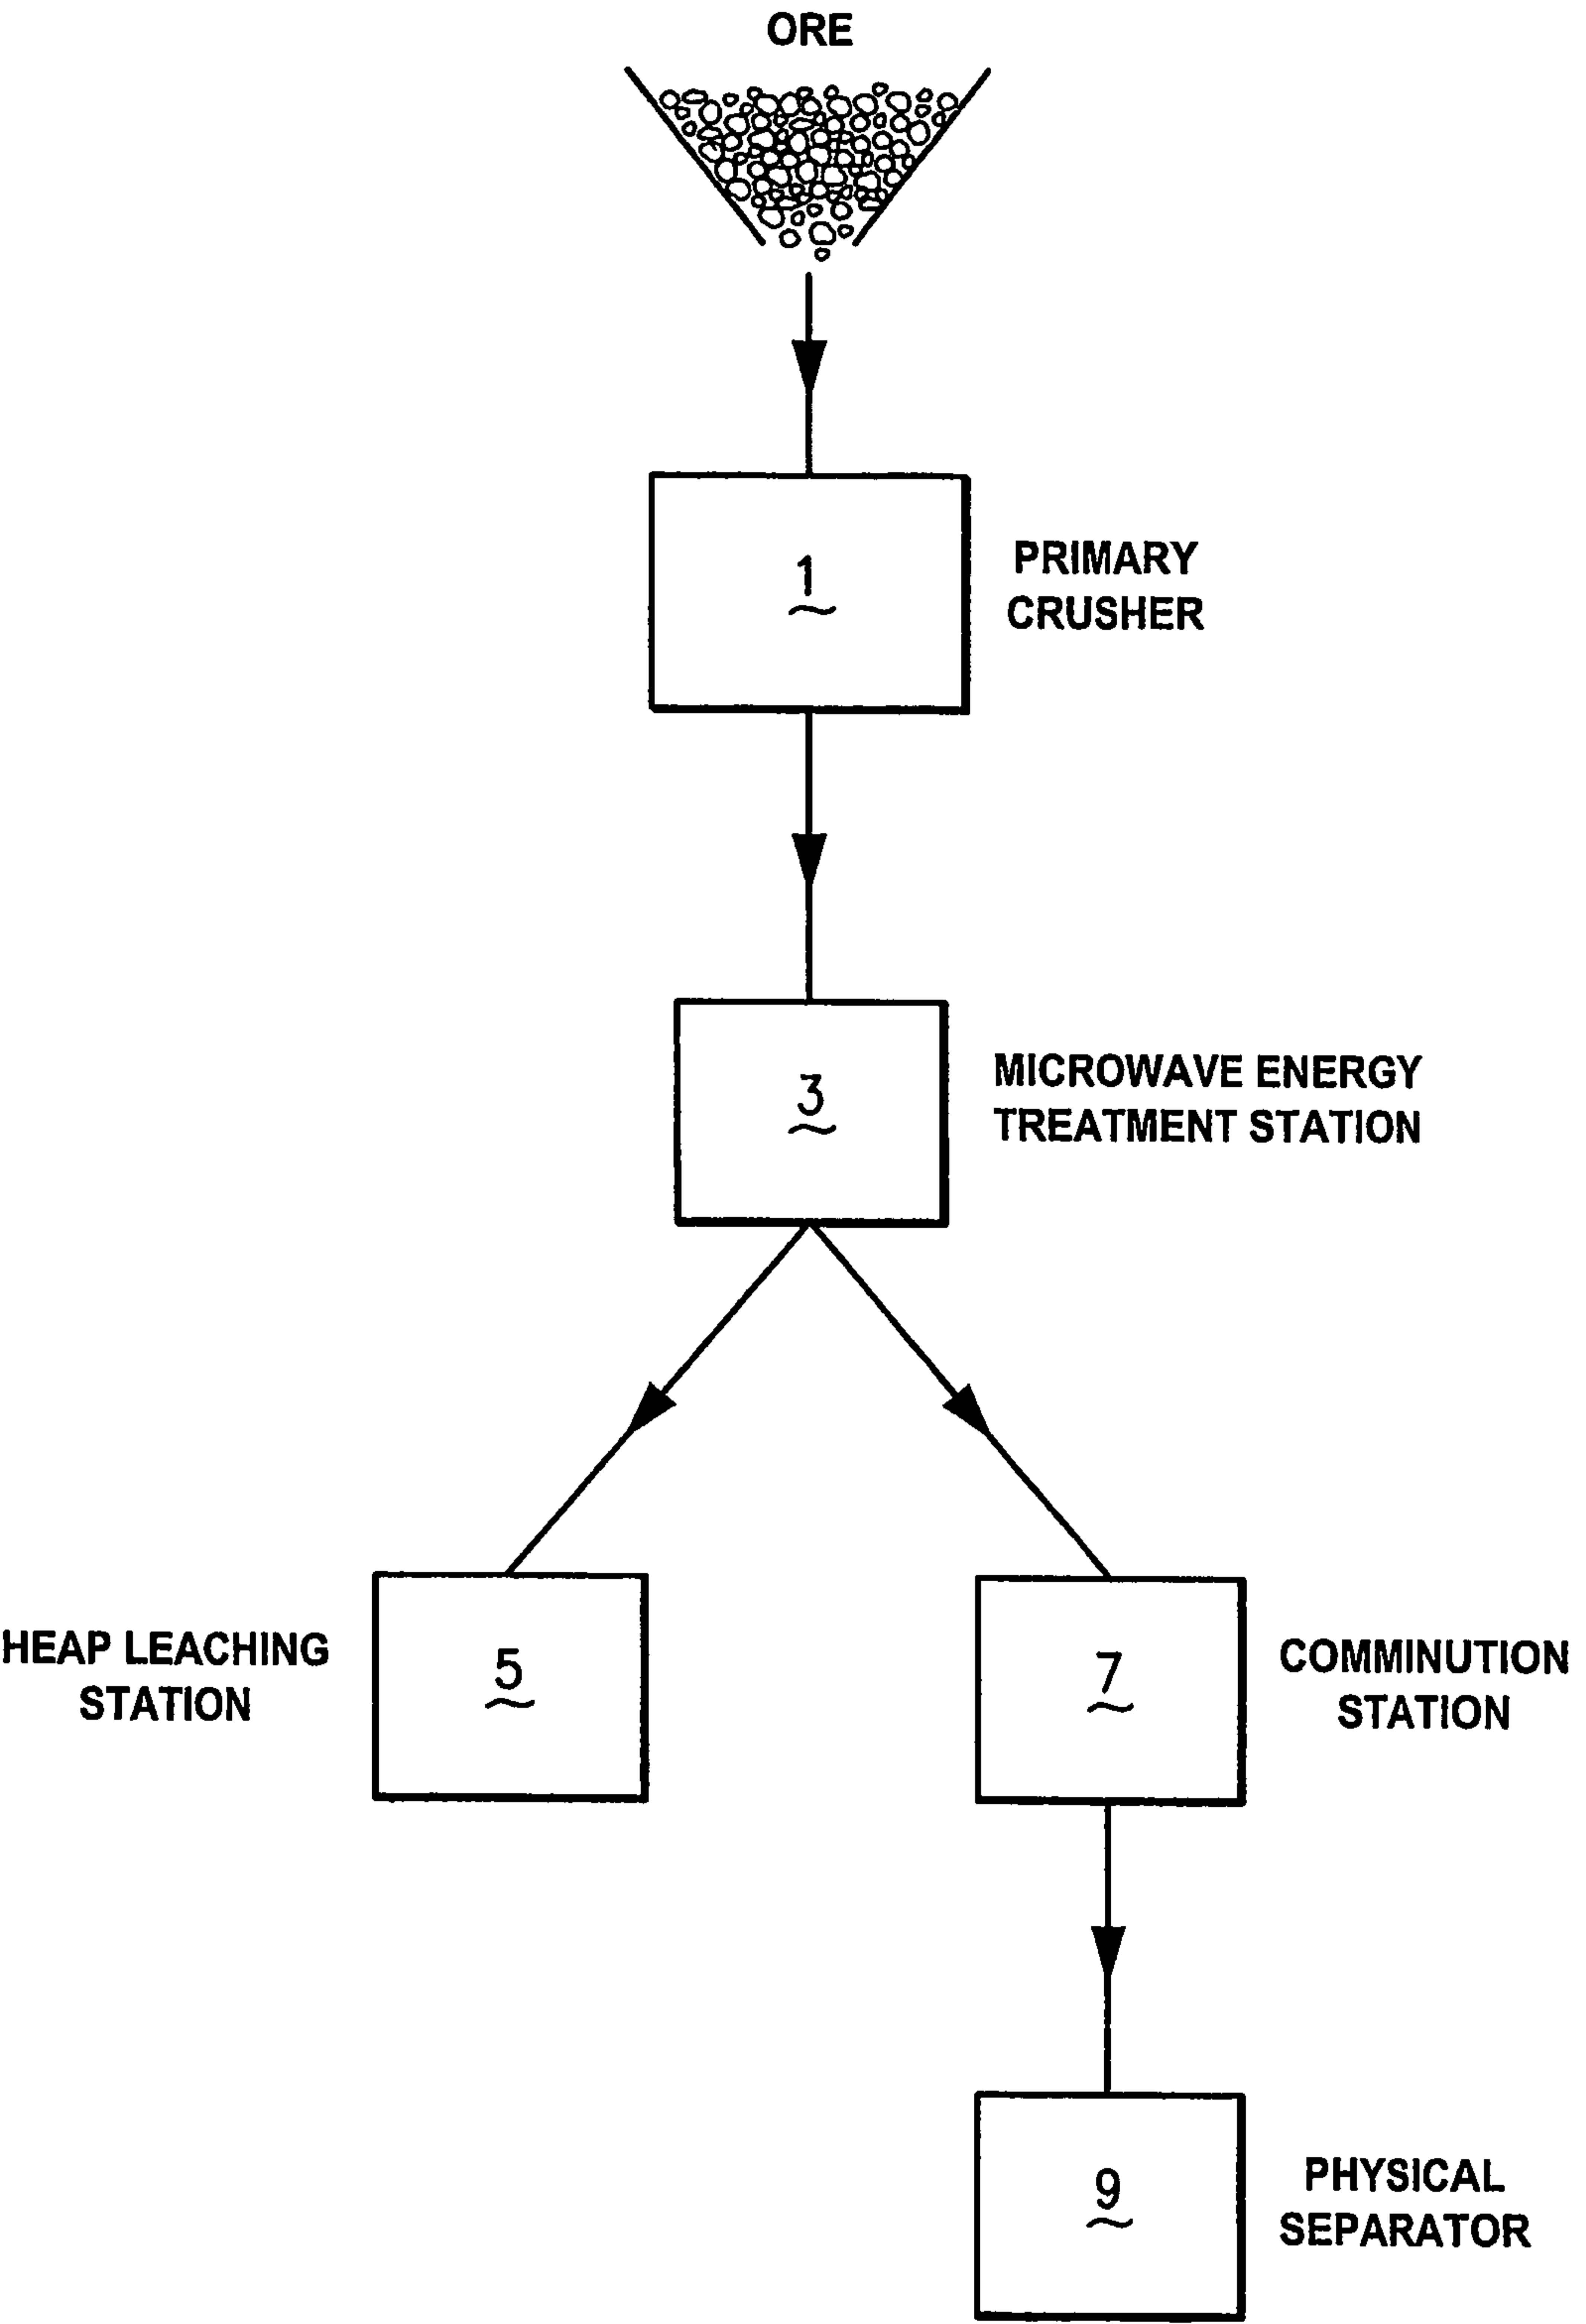 ORE
1
PRIMARY
CRUSHER
3
MICROWAVE ENERGY
TREATMENT STATION
HEAP LEACHING
STATION
5
7
COMMINUTION
STATION
9
PHYSICAL
SEPARATOR